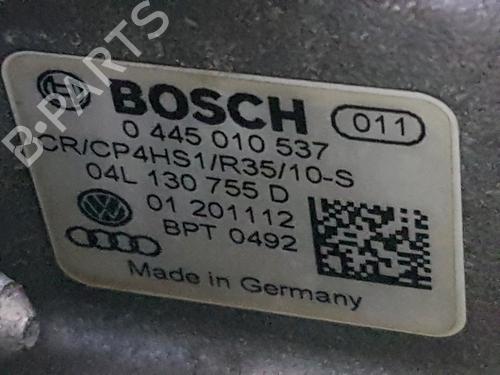 BOSCH
011
0 445 010 537
CR/CP4HS1/R35/10-S
04L 130 755 D
01 201112
BPT 0492
Made in Germany
B-PARTS